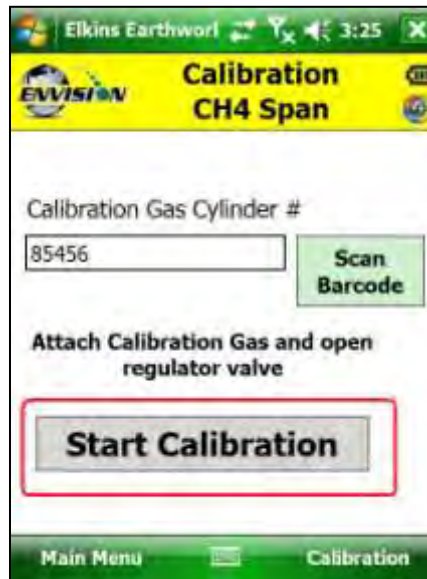 Elkins Earthworl 3:25
ENVISION
Calibration
CH4 Span
Calibration Gas Cylinder #
85456
Scan
Barcode
Attach Calibration Gas and open
regulator valve
Start Calibration
Main Menu Calibration